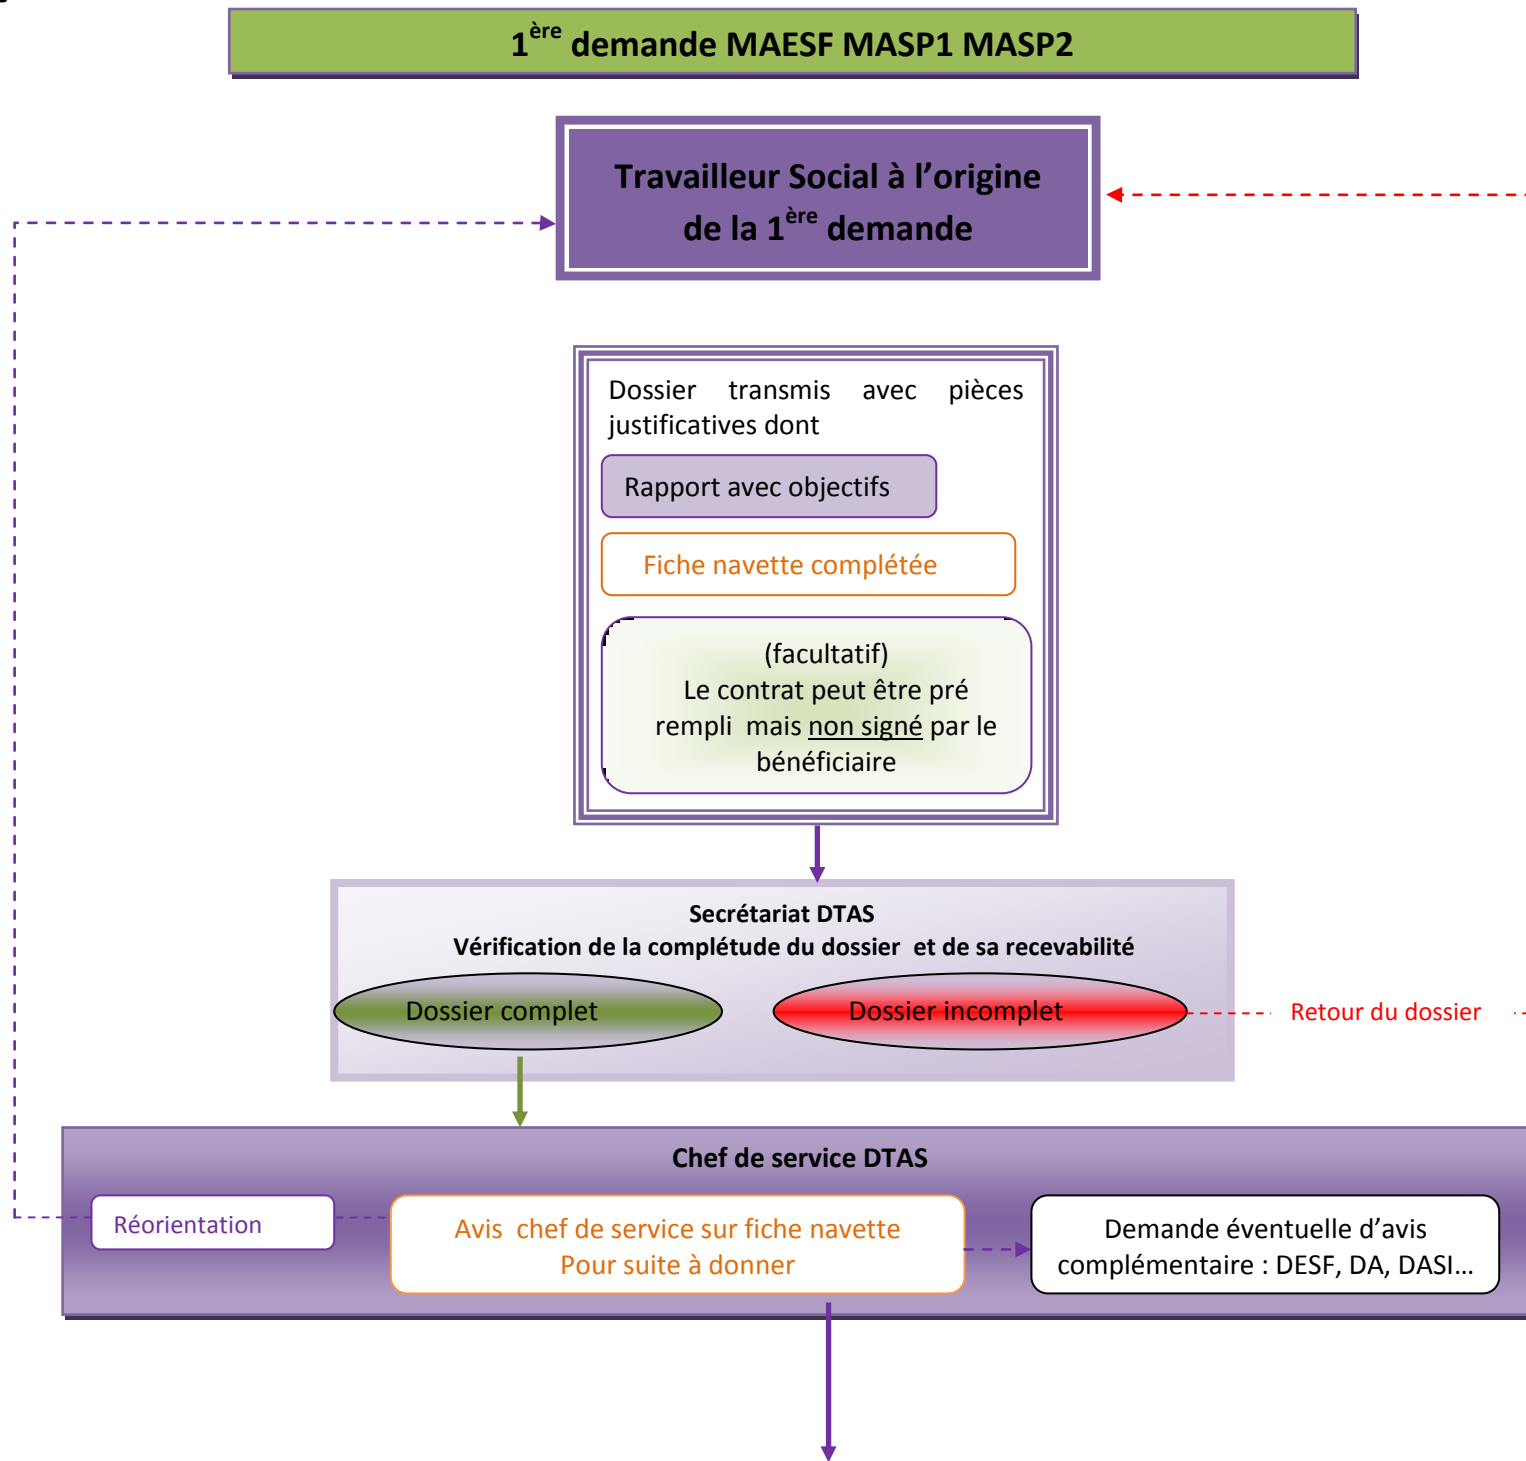 1ère demande MAESF MASP1 MASP2
Travailleur Social à l’origine
de la 1ère demande
Dossier transmis avec pièces
justificatives dont
Rapport avec objectifs
Fiche navette complétée
(facultatif)
Le contrat peut être pré
rempli mais non signé par le
bénéficiaire
Secrétariat DTAS
Vérification de la complétude du dossier et de sa recevabilité
Dossier complet
Dossier incomplet
Retour du dossier
Chef de service DTAS
Réorientation
Avis chef de service sur fiche navette
Pour suite à donner
Demande éventuelle d’avis
complémentaire : DESF, DA, DASI…